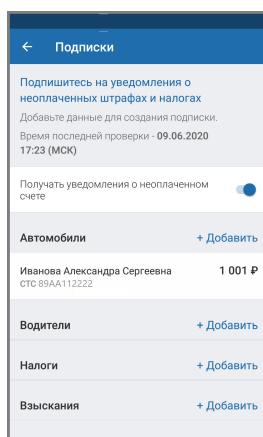 Подписки
Подпишитесь на уведомления о
неоплаченных штрафах и налогах
Добавьте данные для создания подписки.
Время последней проверки - 09.06.2020
17:23 (МСК)
Получать уведомления о неоплаченном
счете
Автомобили + Добавить
Иванова Александра Сергеевна 1 001 ₽
СТС 89АА112222
Водители + Добавить
Налоги + Добавить
Взыскания + Добавить